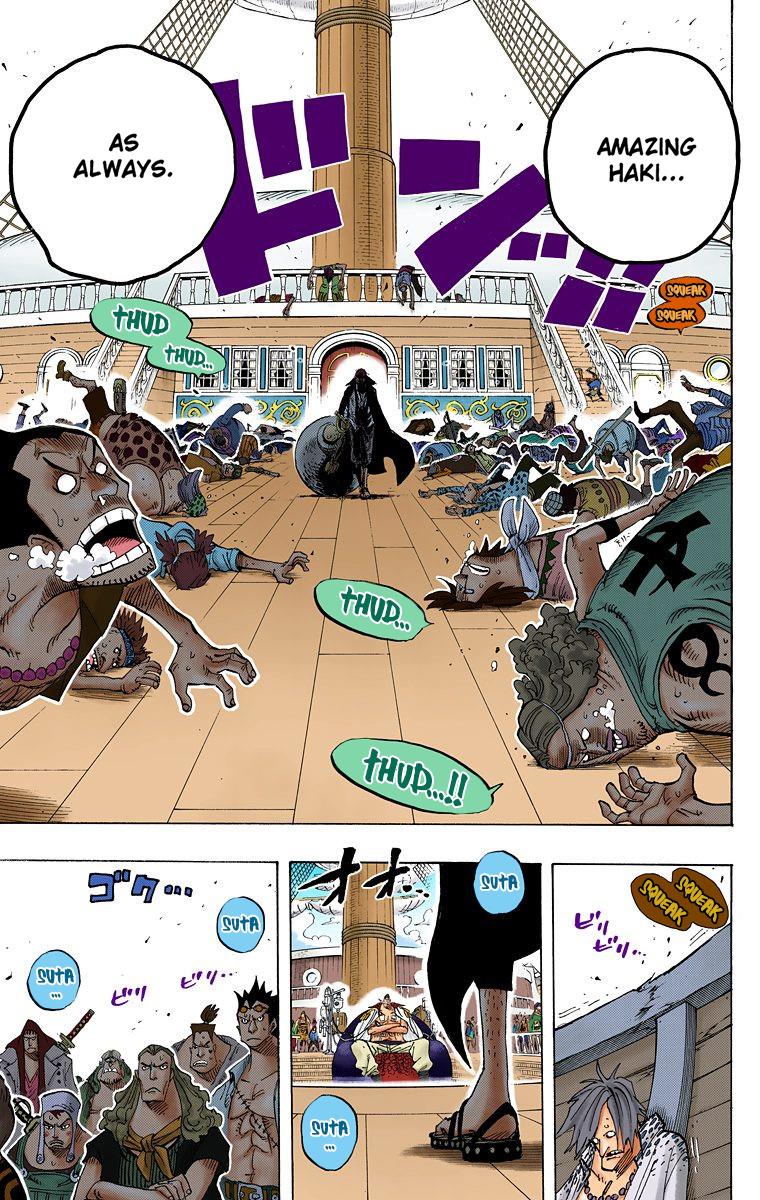 AMAZING
HAKI...
AS
ALWAYS.
ドンッ!!
SQUEAK
SQUEAK
THUD
THUD...
THUD...
THUD...!!
SQUEAK
SQUEAK
ビリ
ビリ...
オオ...
SUTA
SUTA
...
ゴク...
SUTA
SUTA
...
ビリ
ビリ...